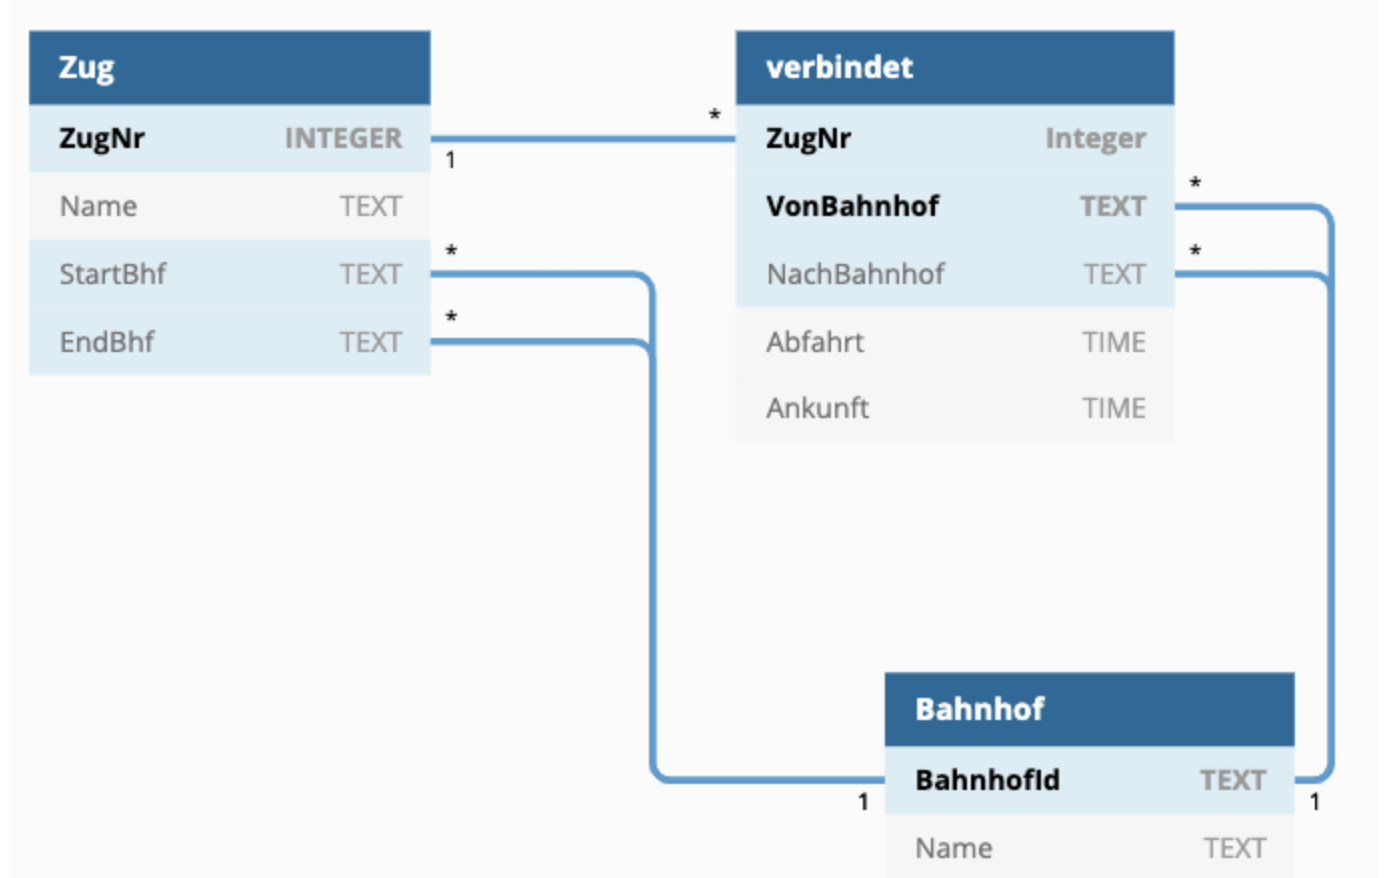 Zug
ZugNr INTEGER
Name TEXT
StartBhf TEXT
EndBhf TEXT
1
*
*
*
verbindet
ZugNr Integer
VonBahnhof TEXT
NachBahnhof TEXT
Abfahrt TIME
Ankunft TIME
*
*
Bahnhof
BahnhofId TEXT
Name TEXT
1
1